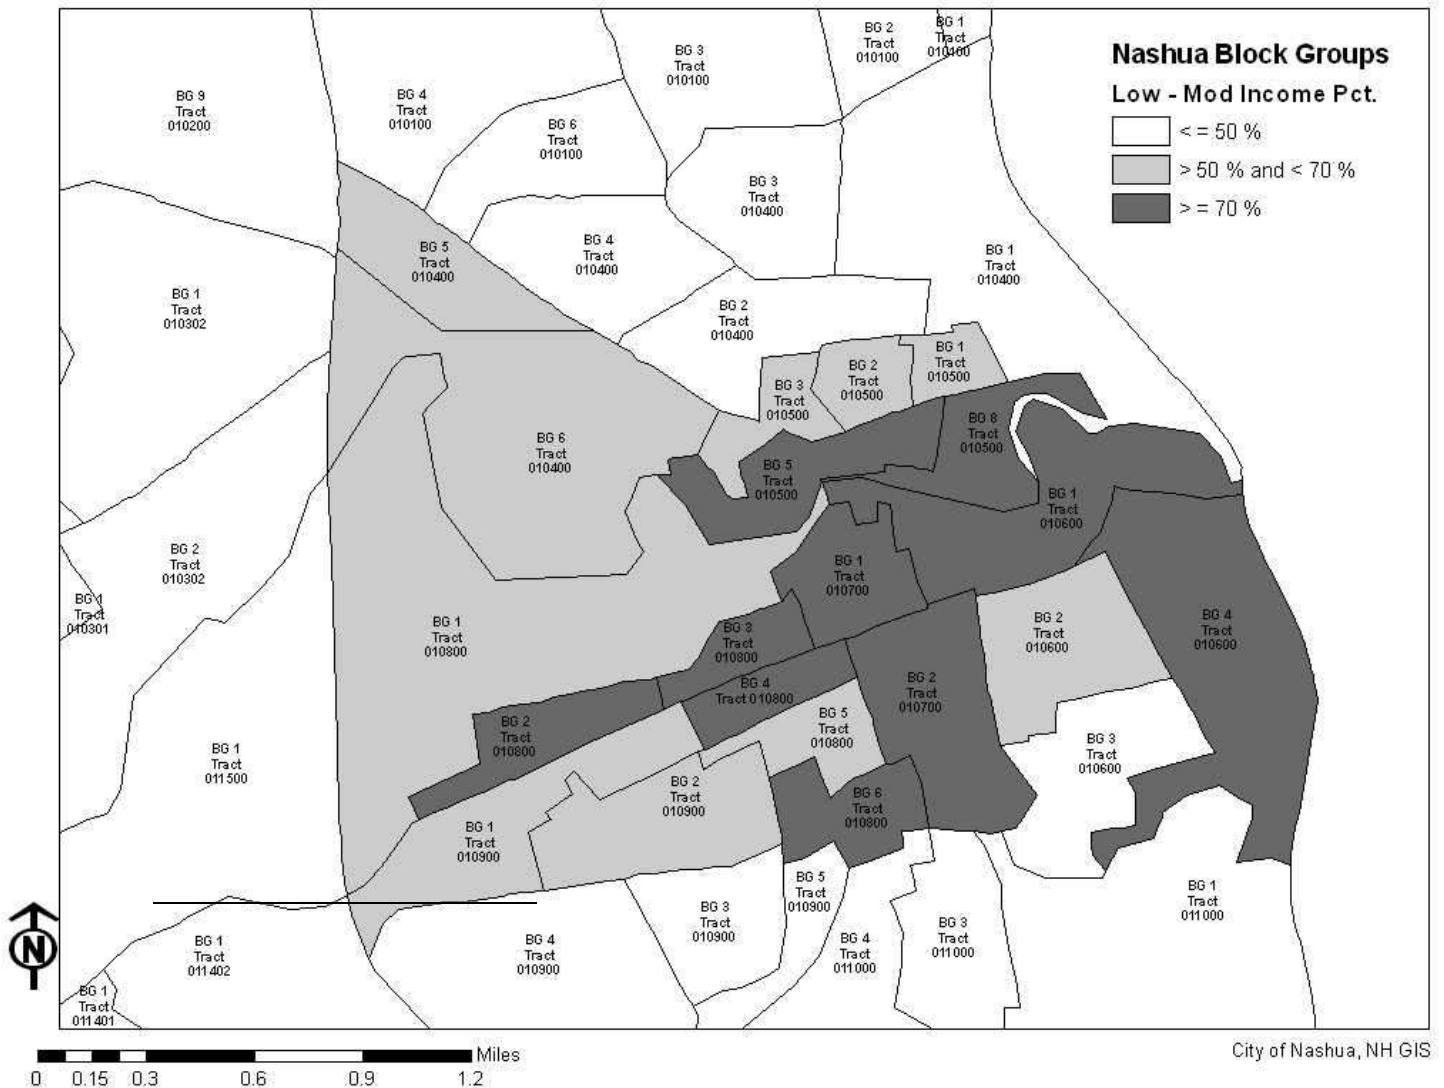 Nashua Block Groups
Low - Mod Income Pct.
< = 50 %
> 50 % and < 70 %
> = 70 %
BG 9
Tract
010200
BG 4
Tract
010100
BG 3
Tract
010100
BG 2
Tract
010100
BG 1
Tract
010100
BG 6
Tract
010100
BG 3
Tract
010400
BG 5
Tract
010400
BG 4
Tract
010400
BG 1
Tract
010400
BG 1
Tract
010302
BG 2
Tract
010400
BG 3
Tract
010500
BG 2
Tract
010500
BG 1
Tract
010500
BG 6
Tract
010400
BG 5
Tract
010500
BG 8
Tract
010500
BG 1
Tract
010600
BG 2
Tract
010302
BG 1
Tract
010301
BG 1
Tract
010700
BG 1
Tract
010800
BG 3
Tract
010800
BG 2
Tract
010600
BG 4
Tract
010600
BG 4
Tract 010800
BG 2
Tract
010700
BG 2
Tract
010800
BG 5
Tract
010800
BG 3
Tract
010600
BG 1
Tract
011500
BG 2
Tract
010900
BG 6
Tract
010800
BG 1
Tract
010900
BG 5
Tract
010900
BG 1
Tract
011000
BG 3
Tract
010900
BG 3
Tract
011000
BG 4
Tract
011000
BG 4
Tract
010900
BG 1
Tract
011402
BG 1
Tract
011401
N
Miles
0 0.15 0.3 0.6 0.9 1.2
City of Nashua, NH GIS